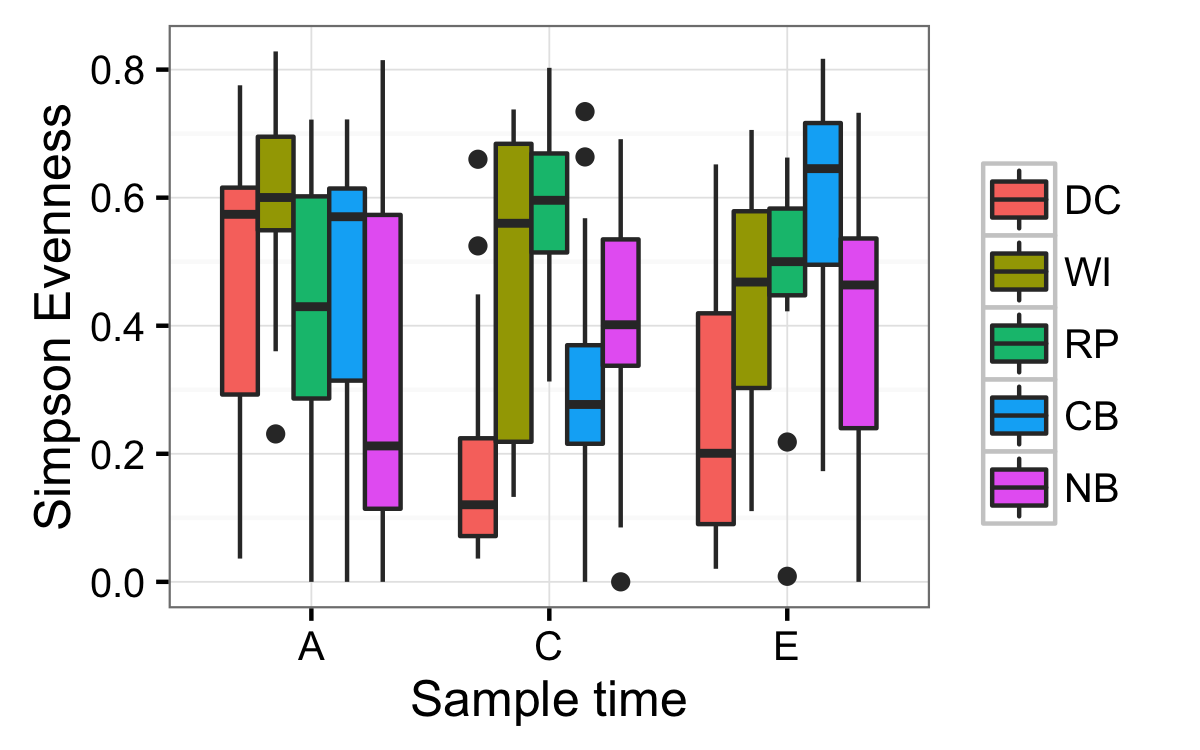 Simpson Evenness
0.8
0.6
0.4
0.2
0.0
A C E
Sample time
DC
WI
RP
CB
NB